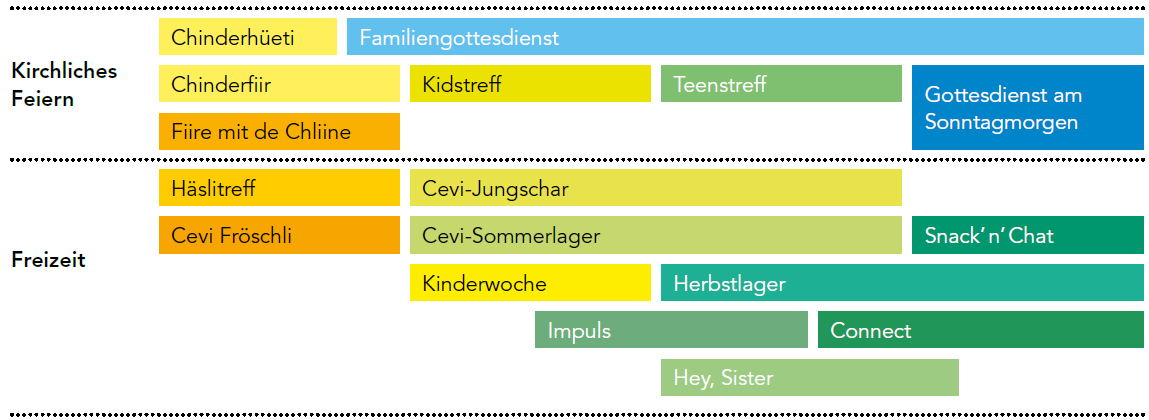 Kirchliches
Feiern
Chinderhüeti
Familiengottesdienst
Chinderfiir
Kidstreff
Teenstreff
Gottesdienst am
Sonntagmorgen
Fiire mit de Chliine
Freizeit
Häslitreff
Cevi-Jungschar
Cevi Fröschli
Cevi-Sommerlager
Snack’n’Chat
Kinderwoche
Herbstlager
Impuls
Connect
Hey, Sister